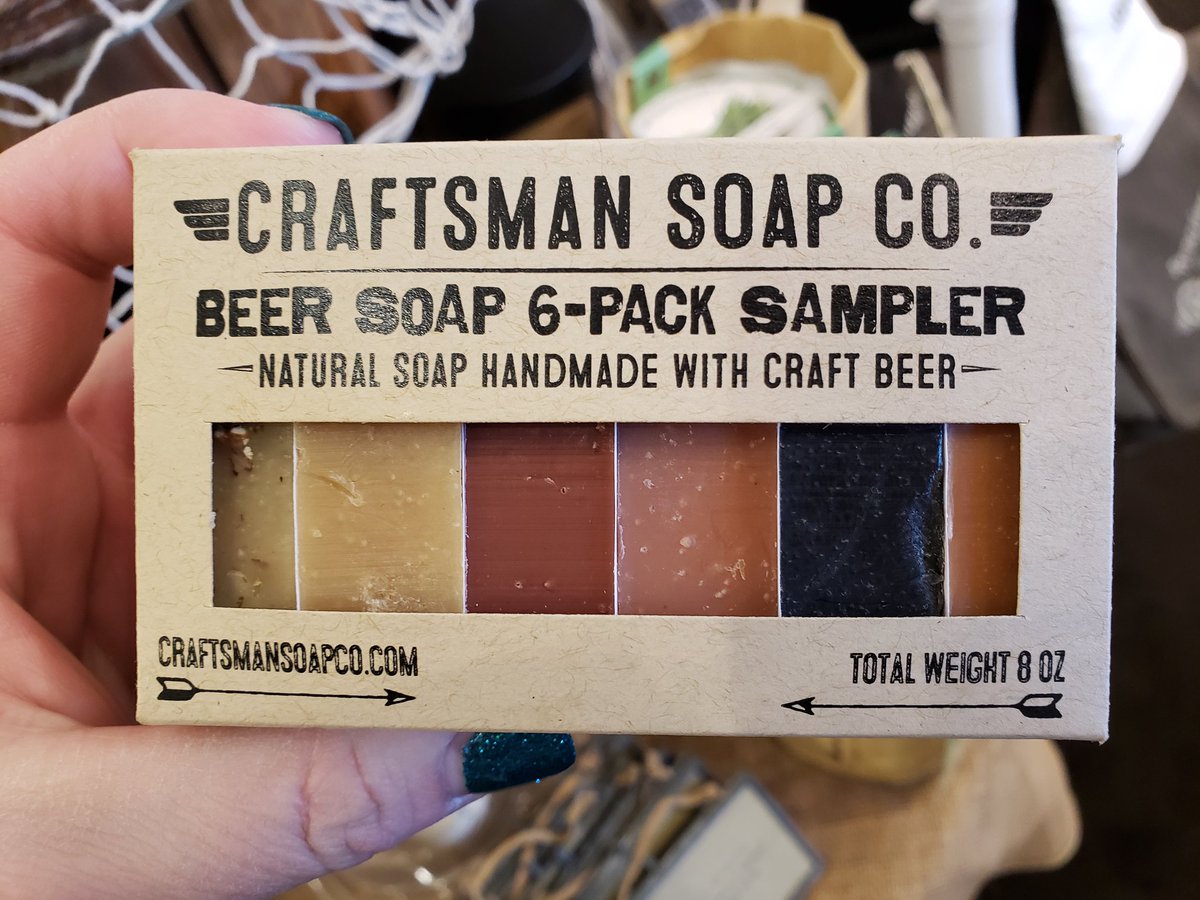 CRAFTSMAN SOAP CO.
BEER SOAP 6-PACK SAMPLER
NATURAL SOAP HANDMADE WITH CRAFT BEER
CRAFTSMANSOAPCO.COM
TOTAL WEIGHT 8 OZ